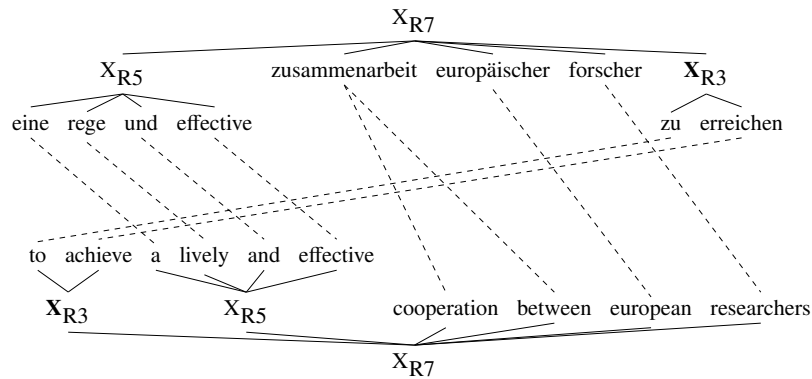 X_R7
X_R5 zusammenarbeit europäischer forscher X_R3
eine rege und effective zu erreichen
to achieve a lively and effective
X_R3 X_R5 cooperation between european researchers
X_R7